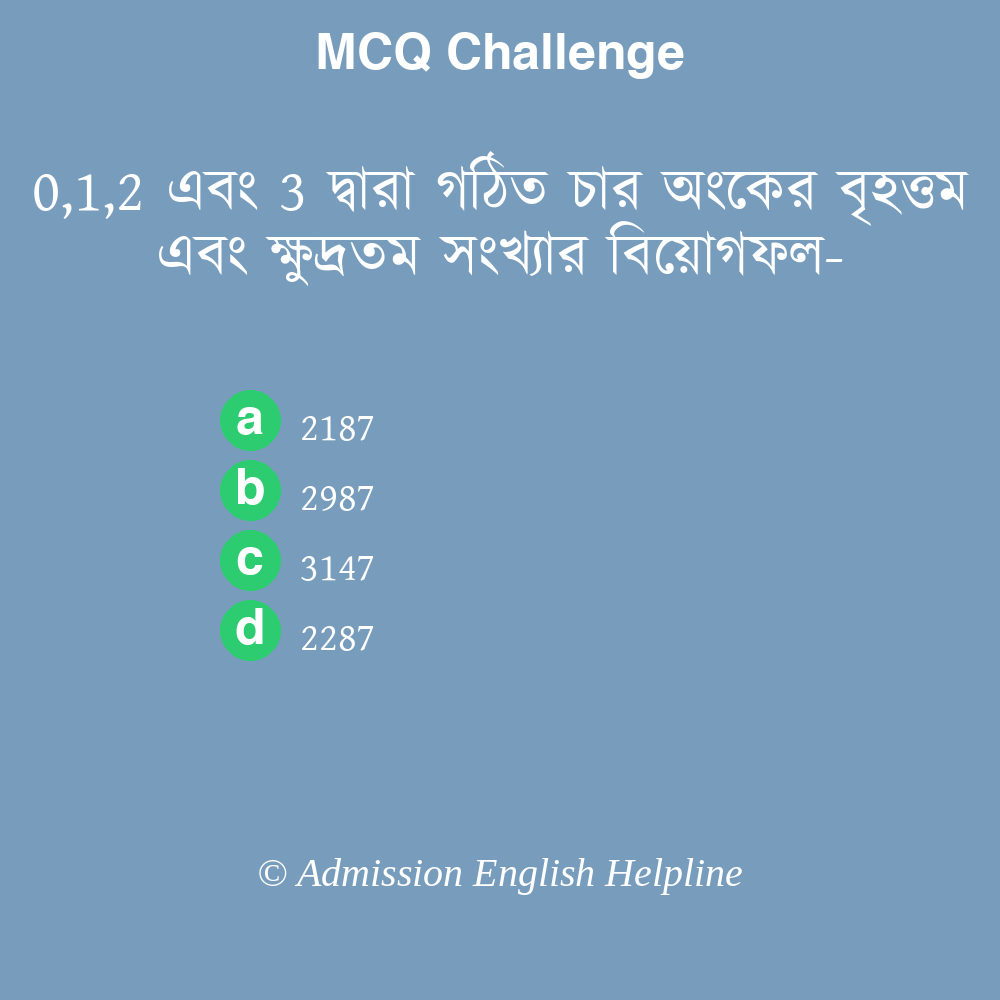 MCQ Challenge
0,1,2 এবং 3 দ্বারা গঠিত চার অংকের বৃহত্তম
এবং ক্ষুদ্রতম সংখ্যার বিয়োগফল-
a 2187
b 2987
c 3147
d 2287
© Admission English Helpline